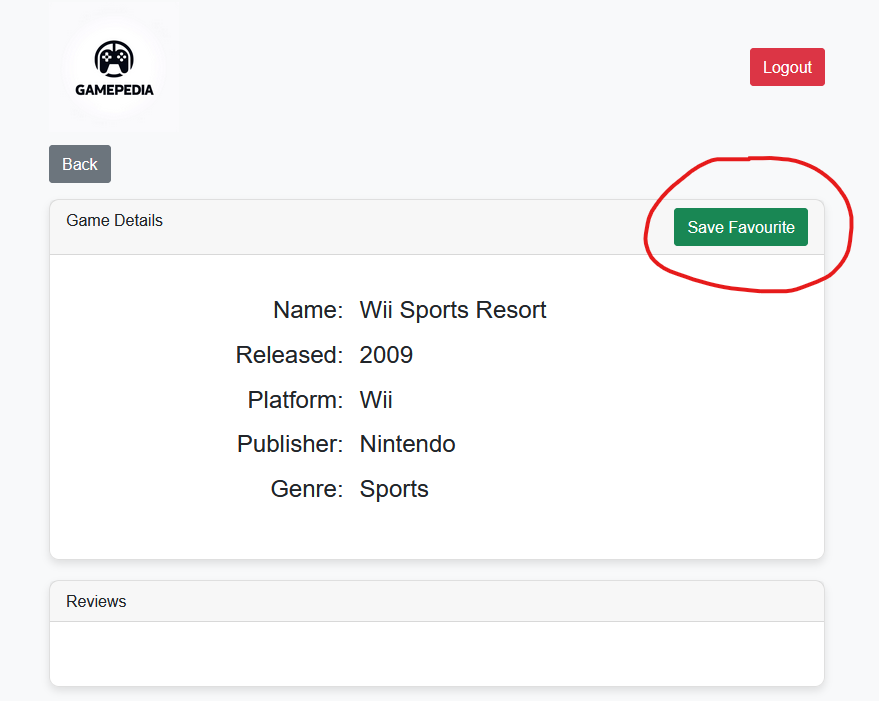 GAMEPEDIA
Logout
Back
Game Details
Save Favourite
Name: Wii Sports Resort
Released: 2009
Platform: Wii
Publisher: Nintendo
Genre: Sports
Reviews